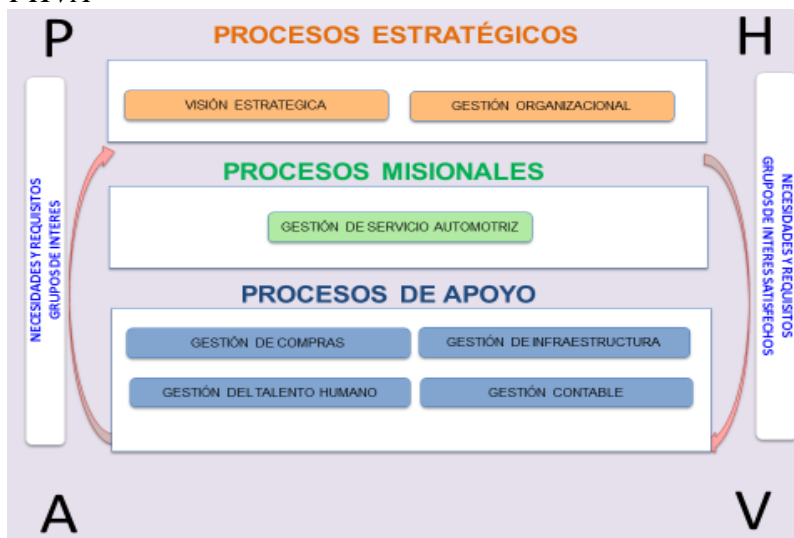 P
H
PROCESOS ESTRATÉGICOS
VISIÓN ESTRATEGICA
GESTIÓN ORGANIZACIONAL
NECESIDADES Y REQUISITOS
GRUPOS DE INTERES
PROCESOS MISIONALES
GESTIÓN DE SERVICIO AUTOMOTRIZ
NECESIDADES Y REQUISITOS
GRUPOS DE INTERES SATISFECHOS
PROCESOS DE APOYO
GESTIÓN DE COMPRAS
GESTIÓN DE INFRAESTRUCTURA
GESTIÓN DEL TALENTO HUMANO
GESTIÓN CONTABLE
A
V